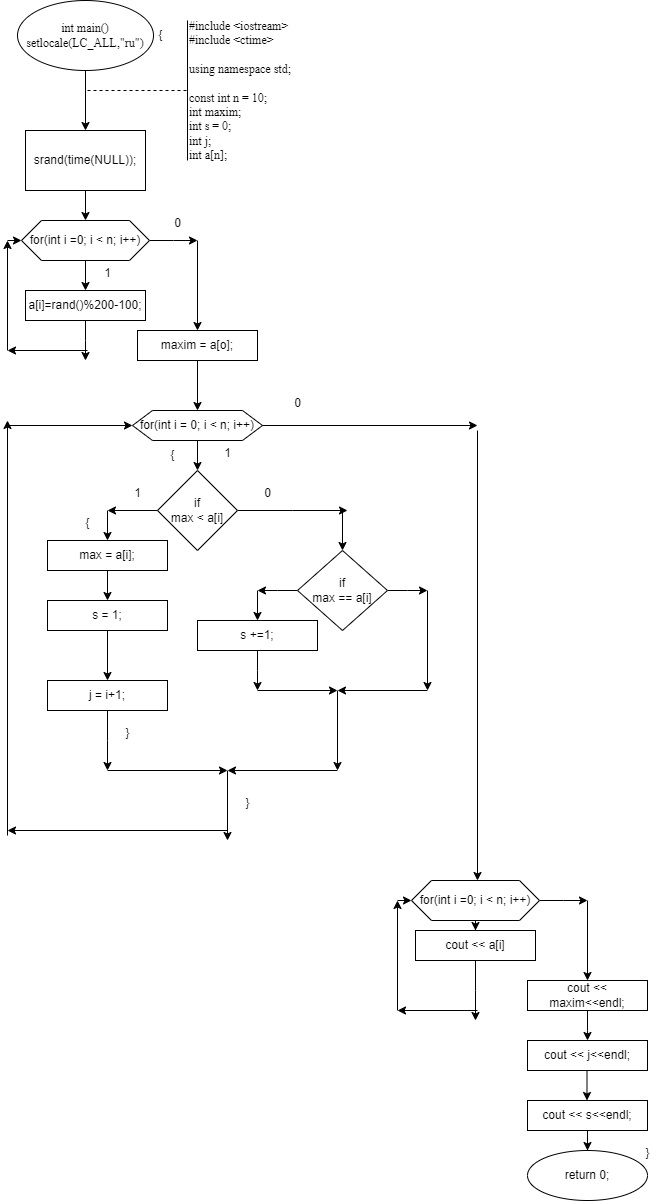 int main()
setlocale(LC_ALL,"ru")
{
#include <iostream>
#include <ctime>
using namespace std;
const int n = 10;
int maxim;
int s = 0;
int j;
int a[n];
srand(time(NULL));
for(int i =0; i < n; i++)
0
1
a[i]=rand()%200-100;
maxim = a[o];
for(int i = 0; i < n; i++)
0
{
1
if
max < a[i]
1
0
{
max = a[i];
if
max == a[i]
s = 1;
s +=1;
j = i+1;
}
}
for(int i =0; i < n; i++)
cout << a[i]
cout <<
maxim<<endl;
cout << j<<endl;
cout << s<<endl;
}
return 0;